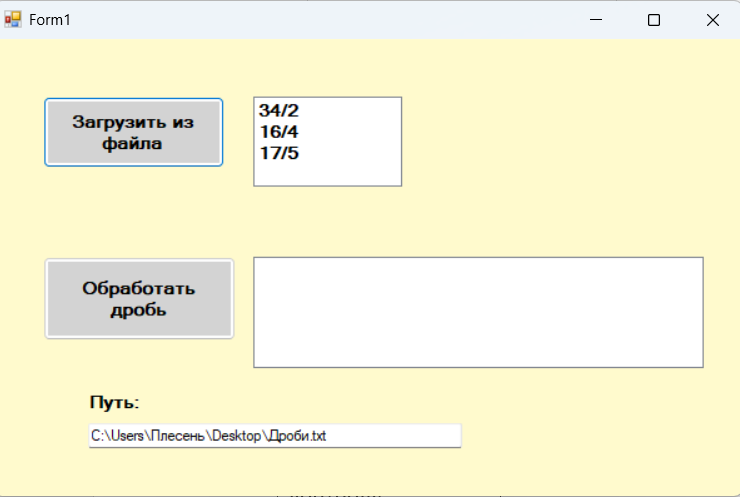 Form1
Загрузить из
файла
34/2
16/4
17/5
Обработать
дробь
Путь:
C:\Users\Плесень\Desktop\Дроби.txt